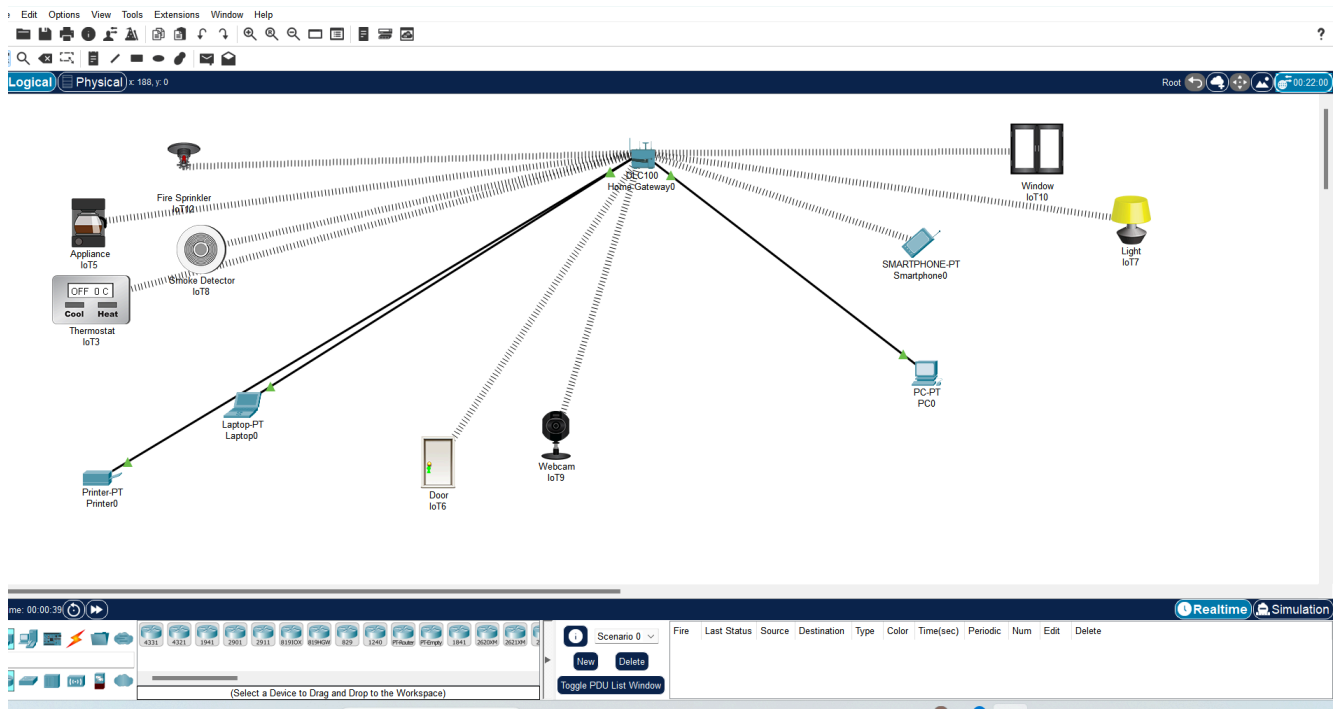 Edit Options View Tools Extensions Window Help
?
Logical Physical x: 188, y: 0 Root 00:22:00
DLC100
Home Gateway0
Window
IoT10
Fire Sprinkler
IoT12
Appliance
IoT5
Light
IoT7
SMARTPHONE-PT
Smartphone0
Smoke Detector
IoT8
OFF 0 C
Cool Heat
Thermostat
IoT3
PC-PT
PC0
Laptop-PT
Laptop0
Webcam
IoT9
Printer-PT
Printer0
Door
IoT6
me: 00:00:39 Realtime Simulation
4331 4321 1941 2901 2911 819IOX 819HGW 829 1240 PT-Router PT-Empty 1841 2620XM 2621XM 2
Scenario 0
New Delete
Toggle PDU List Window
Fire Last Status Source Destination Type Color Time(sec) Periodic Num Edit Delete
(Select a Device to Drag and Drop to the Workspace)